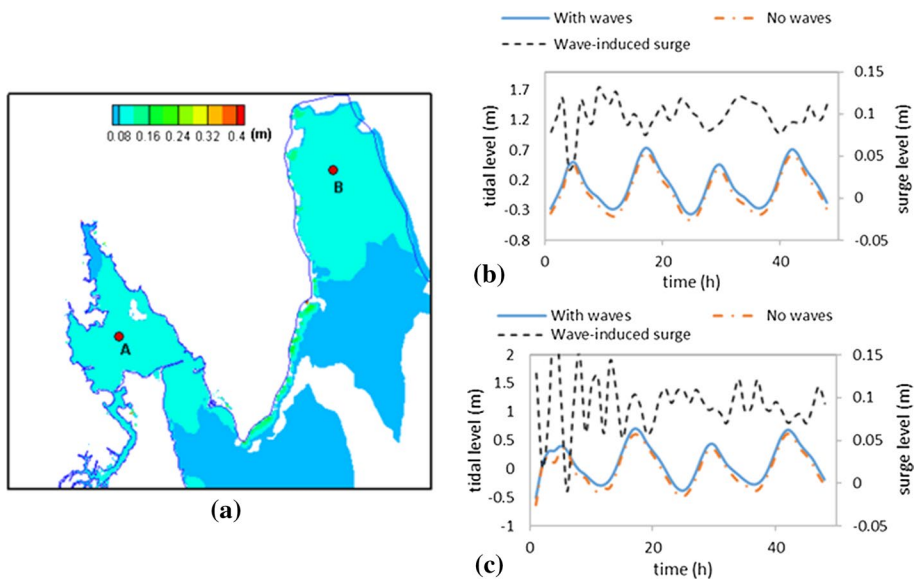 0.08 0.16 0.24 0.32 0.4 (m)
B
A
(a)
With waves
No waves
Wave-induced surge
tidal level (m)
1.7
1.2
0.7
0.2
-0.3
-0.8
0.15
0.1
0.05
0
-0.05
surge level (m)
0 20 40
time (h)
(b)
With waves
No waves
Wave-induced surge
tidal level (m)
2
1.5
1
0.5
0
-0.5
-1
0.15
0.1
0.05
0
-0.05
surge level (m)
0 20 40
time (h)
(c)